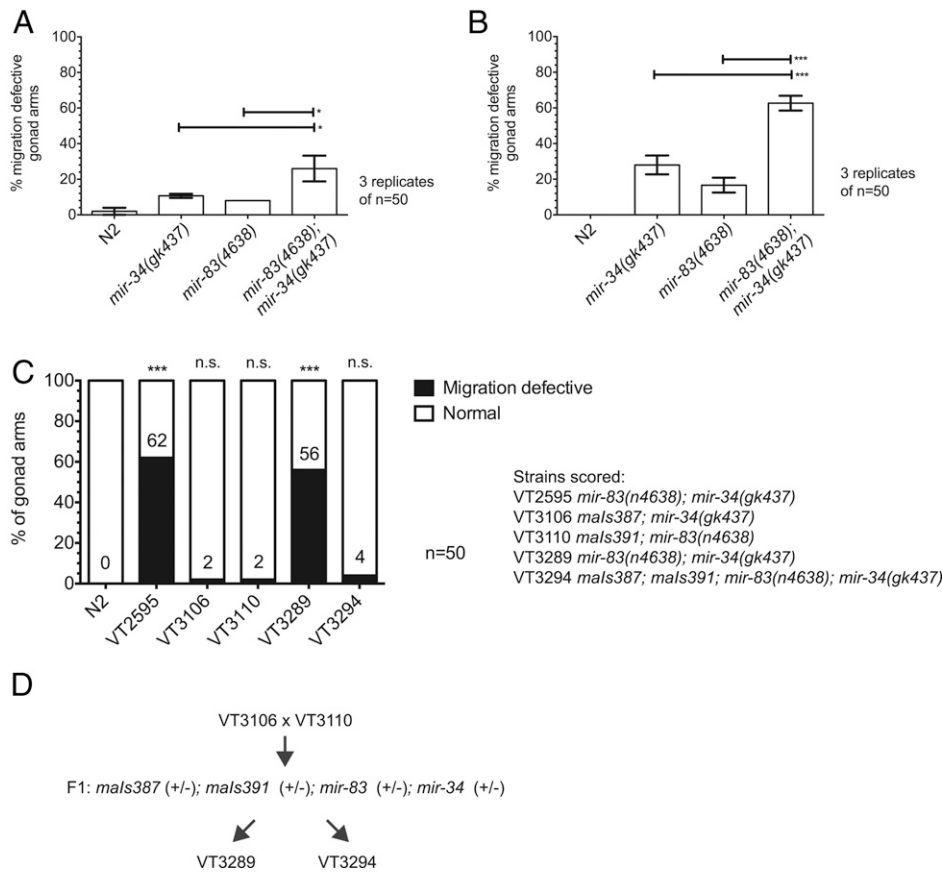 A
% migration defective
gonad arms
100
80
60
40
20
0
*
*
N2
mir-34(gk437)
mir-83(4638)
mir-83(4638);
mir-34(gk437)
3 replicates
of n=50
B
% migration defective
gonad arms
100
80
60
40
20
0
***
***
N2
mir-34(gk437)
mir-83(4638)
mir-83(4638);
mir-34(gk437)
3 replicates
of n=50
C
% of gonad arms
100
80
60
40
20
0
*** n.s. n.s. *** n.s.
0 62 2 2 56 4
N2
VT2595
VT3106
VT3110
VT3289
VT3294
Migration defective
Normal
n=50
Strains scored:
VT2595 mir-83(n4638); mir-34(gk437)
VT3106 maIs387; mir-34(gk437)
VT3110 maIs391; mir-83(n4638)
VT3289 mir-83(n4638); mir-34(gk437)
VT3294 maIs387; maIs391; mir-83(n4638); mir-34(gk437)
D
VT3106 x VT3110
F1: maIs387 (+/-); maIs391 (+/-); mir-83 (+/-); mir-34 (+/-)
VT3289 VT3294